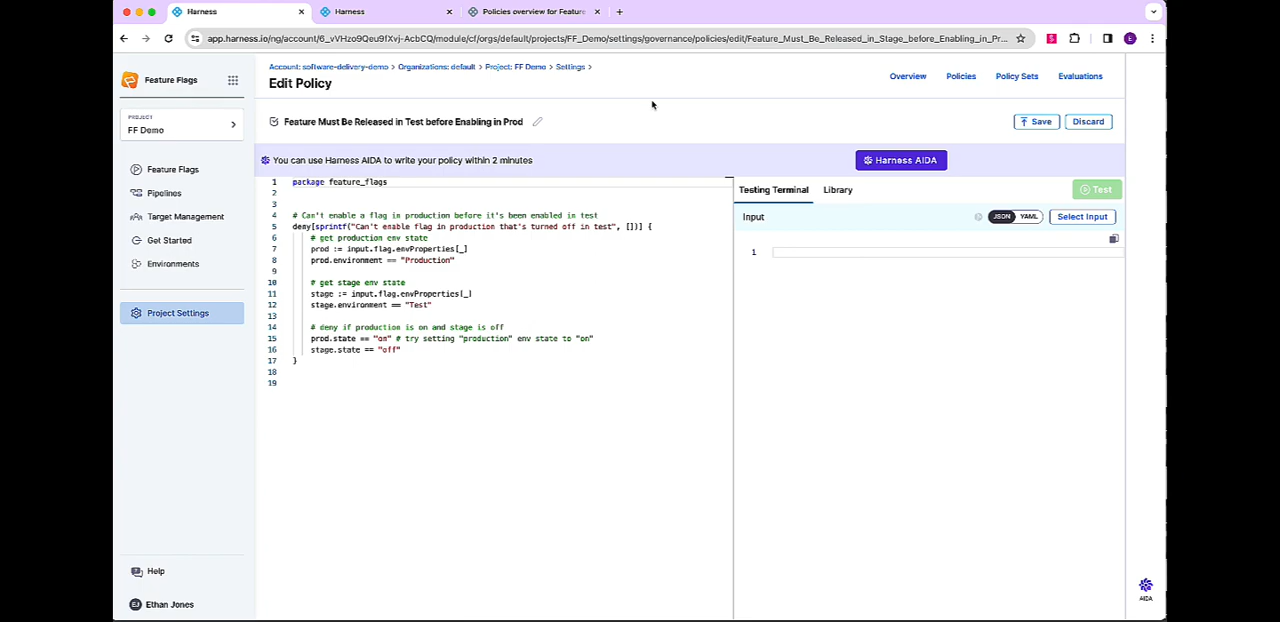 Harness
Harness
Policies overview for Feature
app.harness.io/ng/account/6_vVHzo9Qeu9fXvj-AcbCQ/module/cf/orgs/default/projects/FF_Demo/settings/governance/policies/edit/Feature_Must_Be_Released_in_Stage_before_Enabling_in_Pr...
Feature Flags
PROJECT
FF Demo
Feature Flags
Pipelines
Target Management
Get Started
Environments
Project Settings
Help
EJ Ethan Jones
Account: software-delivery-demo > Organizations: default > Project: FF Demo > Settings >
Edit Policy
Overview
Policies
Policy Sets
Evaluations
Feature Must Be Released in Test before Enabling in Prod
Save
Discard
You can use Harness AIDA to write your policy within 2 minutes
Harness AIDA
1 package feature_flags
2
3
4 # Can't enable a flag in production before it's been enabled in test
5 deny[sprintf("Can't enable flag in production that's turned off in test", [])] {
6 # get production env state
7 prod := input.flag.envProperties[_]
8 prod.environment == "Production"
9
10 # get stage env state
11 stage := input.flag.envProperties[_]
12 stage.environment == "Test"
13
14 # deny if production is on and stage is off
15 prod.state == "on" # try setting "production" env state to "on"
16 stage.state == "off"
17 }
18
19
Testing Terminal
Library
Test
Input
JSON
YAML
Select Input
1
AIDA